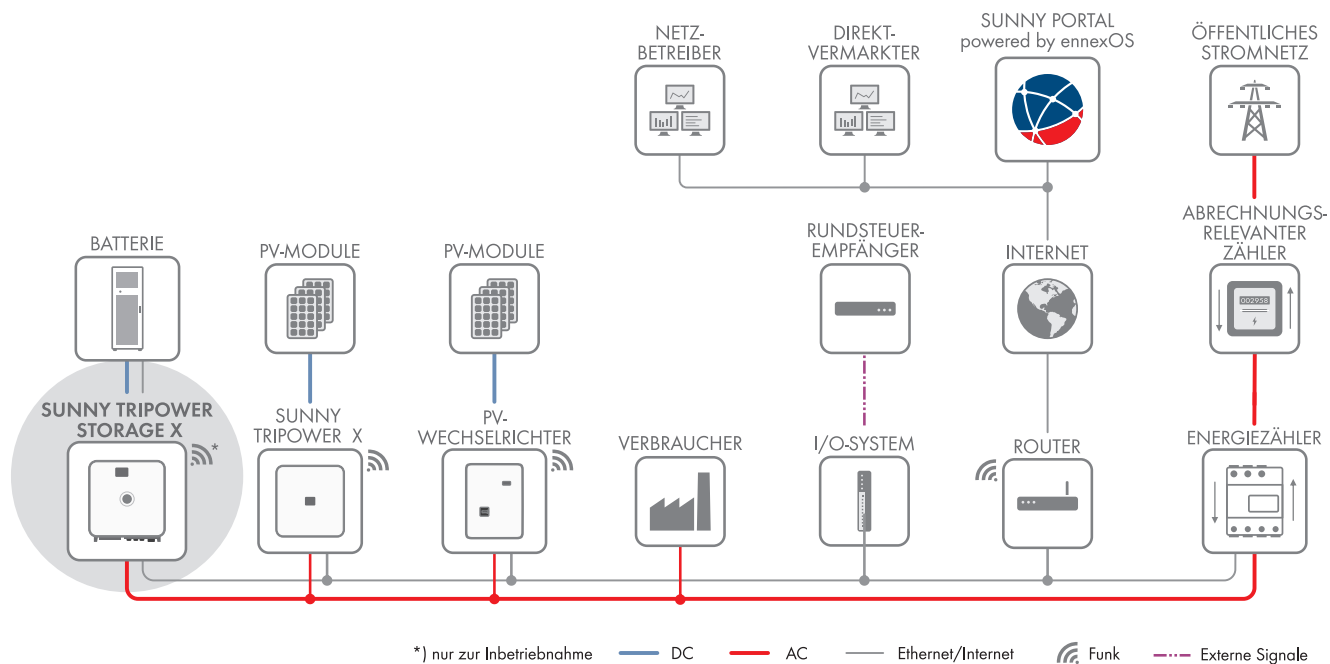 NETZ-
BETREIBER
DIREKT-
VERMARKTER
SUNNY PORTAL
powered by ennexOS
ÖFFENTLICHES
STROMNETZ
BATTERIE
PV-MODULE
PV-MODULE
RUNDSTEUER-
EMPFÄNGER
INTERNET
ABRECHNUNGS-
RELEVANTER
ZÄHLER
002958
SUNNY TRIPOWER
STORAGE X
*
SUNNY
TRIPOWER X
PV-
WECHSELRICHTER
VERBRAUCHER
I/O-SYSTEM
ROUTER
ENERGIEZÄHLER
*) nur zur Inbetriebnahme
DC
AC
Ethernet/Internet
Funk
Externe Signale